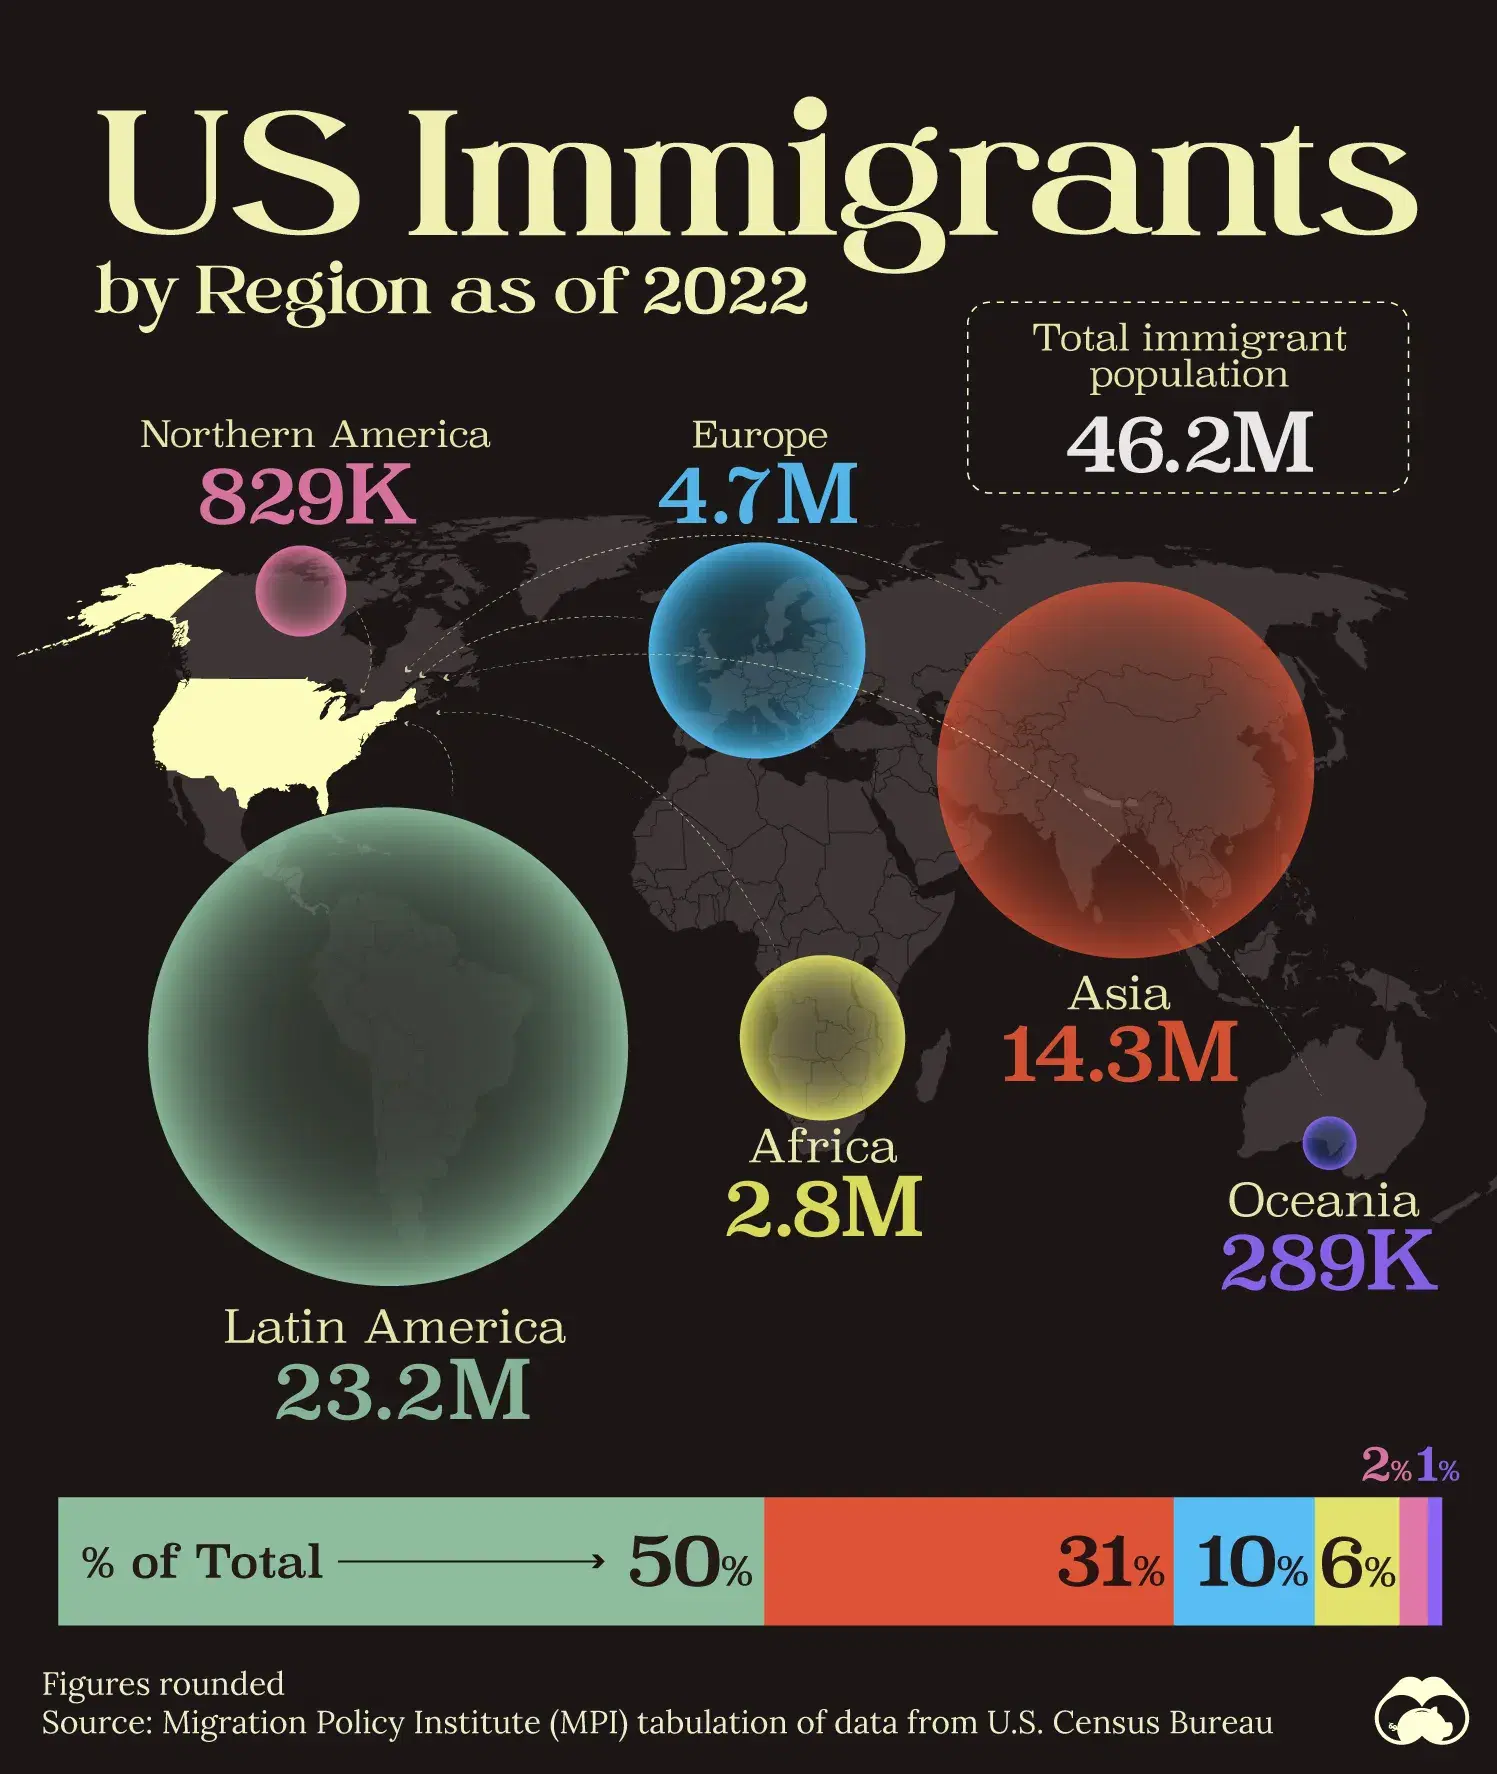 US Immigrants
by Region as of 2022
Total immigrant
population
46.2M
Northern America
829K
Europe
4.7M
Asia
14.3M
Africa
2.8M
Oceania
289K
Latin America
23.2M
2% 1%
% of Total 50% 31% 10% 6%
Figures rounded
Source: Migration Policy Institute (MPI) tabulation of data from U.S. Census Bureau